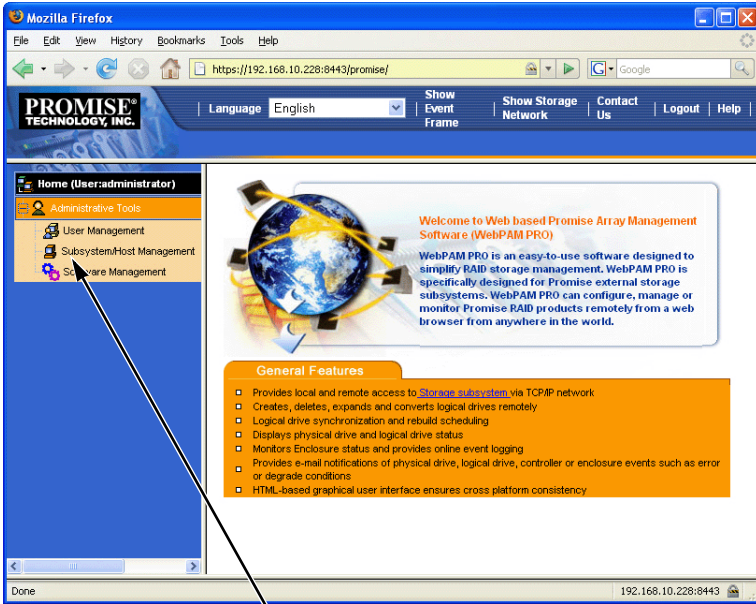 Mozilla Firefox
File Edit View History Bookmarks Tools Help
https://192.168.10.228:8443/promise/
Google
PROMISE®
TECHNOLOGY, INC.
Language English
Show Event Frame
Show Storage Network
Contact Us
Logout
Help
Home (User:administrator)
Administrative Tools
User Management
Subsystem/Host Management
Software Management
Welcome to Web based Promise Array Management
Software (WebPAM PRO)
WebPAM PRO is an easy-to-use software designed to
simplify RAID storage management. WebPAM PRO is
specifically designed for Promise external storage
subsystems. WebPAM PRO can configure, manage or
monitor Promise RAID products remotely from a web
browser from anywhere in the world.
General Features
Provides local and remote access to Storage subsystem via TCP/IP network
Creates, deletes, expands and converts logical drives remotely
Logical drive synchronization and rebuild scheduling
Displays physical drive and logical drive status
Monitors Enclosure status and provides online event logging
Provides e-mail notifications of physical drive, logical drive, controller or enclosure events such as error
or degrade conditions
HTML-based graphical user interface ensures cross platform consistency
Done
192.168.10.228:8443